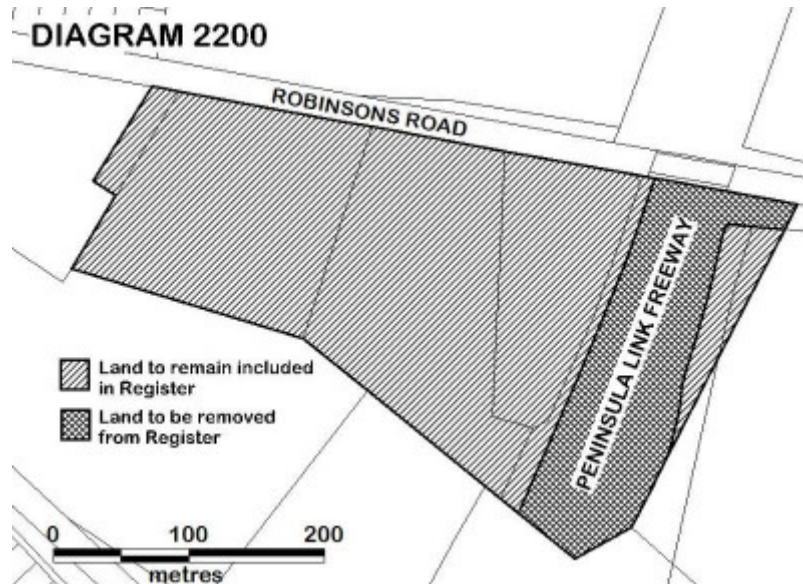 DIAGRAM 2200
ROBINSONS ROAD
PENINSULA LINK FREEWAY
Land to remain included
in Register
Land to be removed
from Register
0 100 200
metres